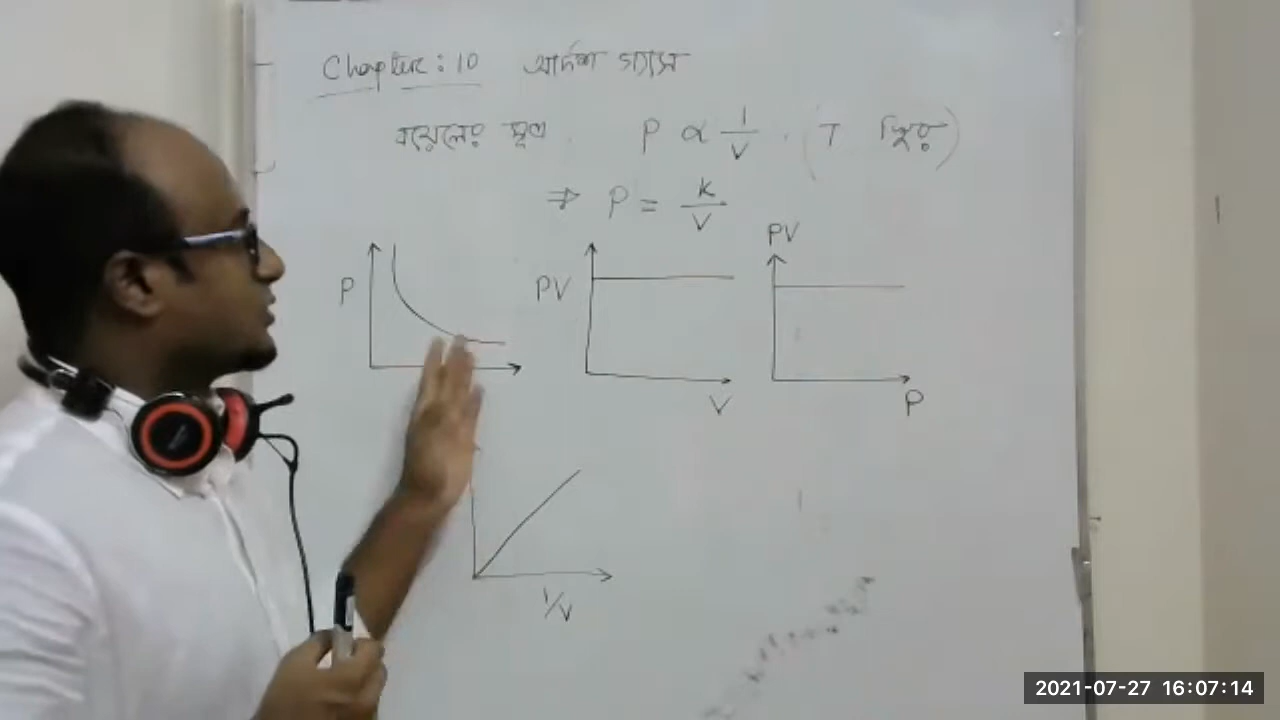 Chapter: 10 আদর্শ গ্যাস
বয়েলের সূত্র P ∝ 1/V (T স্থির)
⇒ P = K/V
PV
P
PV
V
P
1/V
2021-07-27 16:07:14